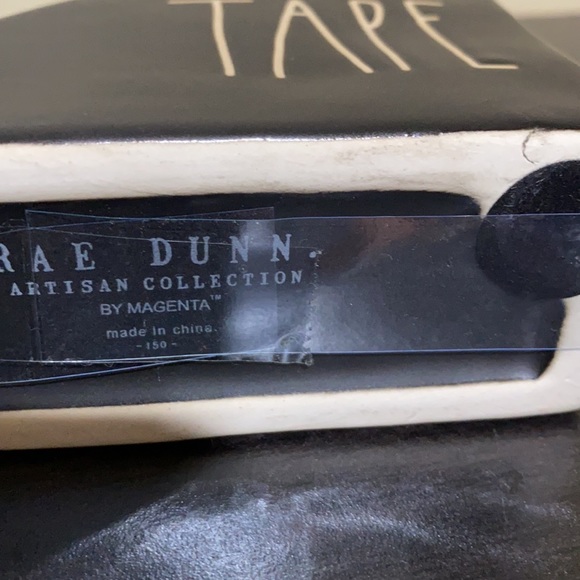 TAPE
RAE DUNN.
ARTISAN COLLECTION
BY MAGENTA™
made in china.
- 150 -